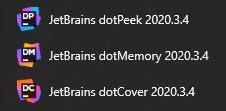 DP JetBrains dotPeek 2020.3.4
DM JetBrains dotMemory 2020.3.4
DC JetBrains dotCover 2020.3.4